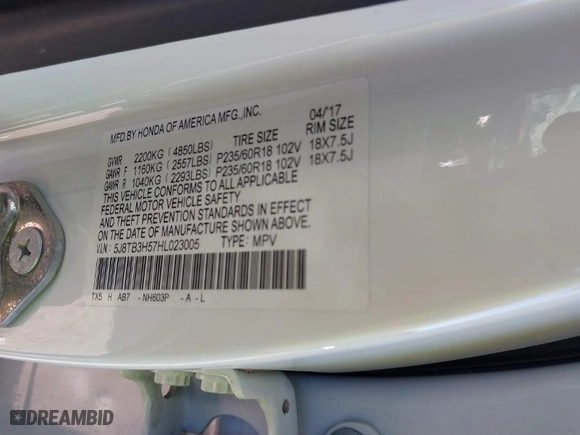 MFD.BY HONDA OF AMERICA MFG.,INC. 04/17
GVWR 2200KG (4850LBS) TIRE SIZE RIM SIZE
GAWR F 1160KG (2557LBS) P235/60R18 102V 18X7.5J
GAWR R 1040KG (2293LBS) P235/60R18 102V 18X7.5J
THIS VEHICLE CONFORMS TO ALL APPLICABLE
FEDERAL MOTOR VEHICLE SAFETY
AND THEFT PREVENTION STANDARDS IN EFFECT
ON THE DATE OF MANUFACTURE SHOWN ABOVE.
V.I.N: 5J8TB3H57HL023005 TYPE: MPV
TX5 H AB7 -NH603P -A-L
DREAMBID